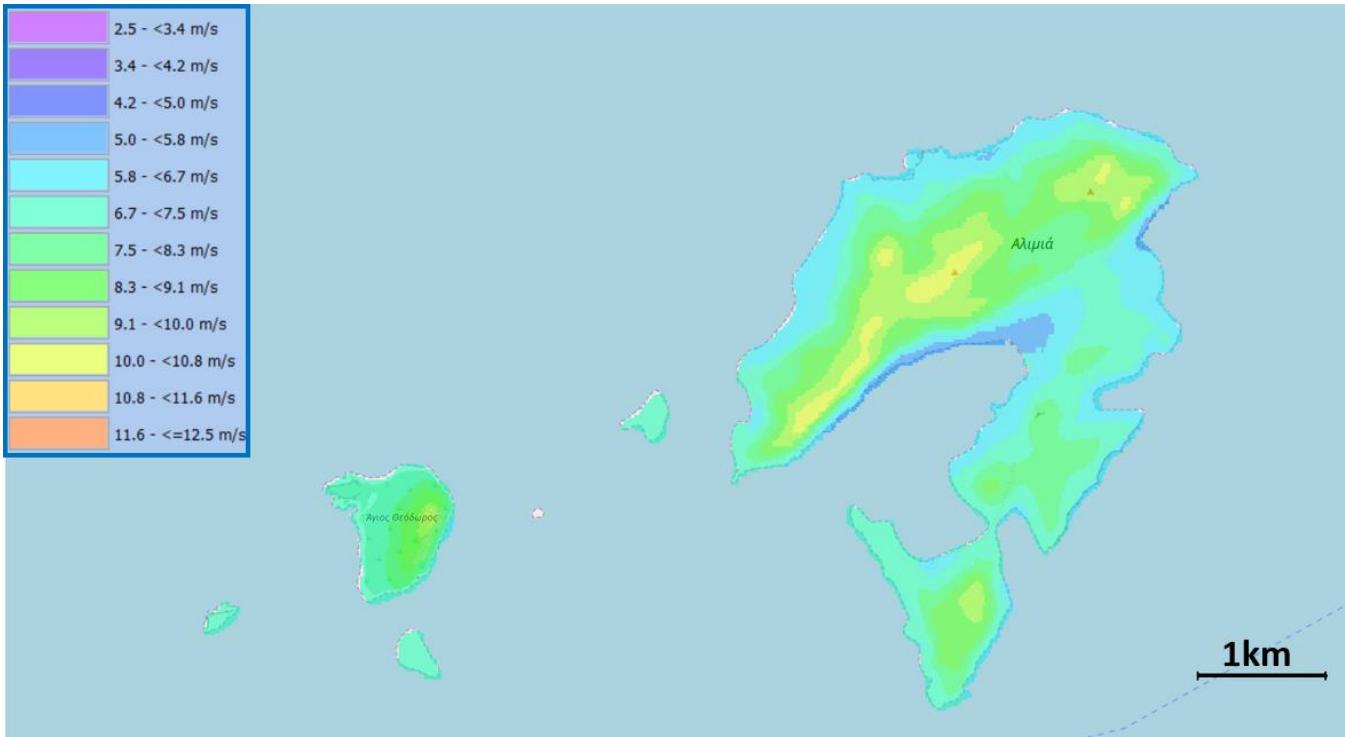 2.5 - <3.4 m/s
3.4 - <4.2 m/s
4.2 - <5.0 m/s
5.0 - <5.8 m/s
5.8 - <6.7 m/s
6.7 - <7.5 m/s
7.5 - <8.3 m/s
8.3 - <9.1 m/s
9.1 - <10.0 m/s
10.0 - <10.8 m/s
10.8 - <11.6 m/s
11.6 - <=12.5 m/s
Αλιμιά
Άγιος Θεόδωρος
1km